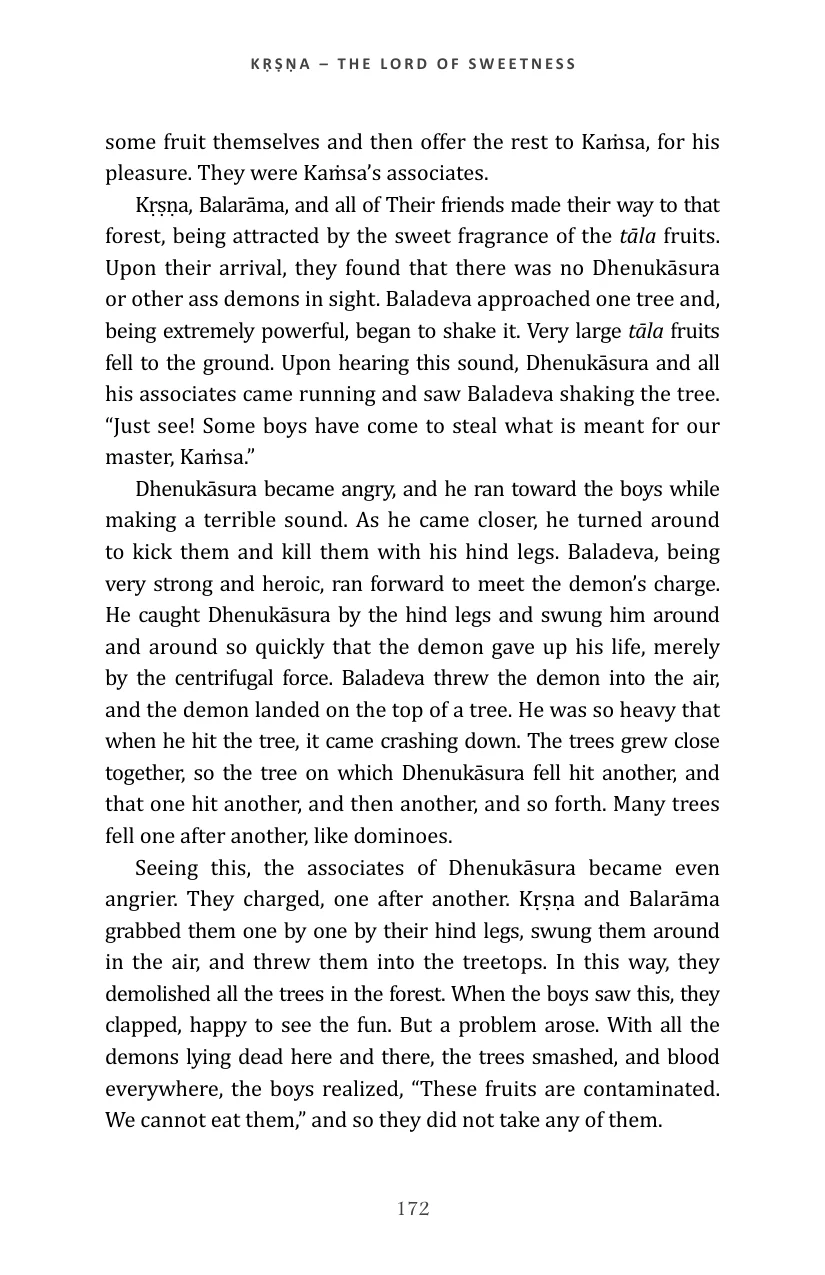 KṚṢṆA – THE LORD OF SWEETNESS
some fruit themselves and then offer the rest to Kaṁsa, for his
pleasure. They were Kaṁsa’s associates.
Kṛṣṇa, Balarāma, and all of Their friends made their way to that
forest, being attracted by the sweet fragrance of the tāla fruits.
Upon their arrival, they found that there was no Dhenukāsura
or other ass demons in sight. Baladeva approached one tree and,
being extremely powerful, began to shake it. Very large tāla fruits
fell to the ground. Upon hearing this sound, Dhenukāsura and all
his associates came running and saw Baladeva shaking the tree.
“Just see! Some boys have come to steal what is meant for our
master, Kaṁsa.”
Dhenukāsura became angry, and he ran toward the boys while
making a terrible sound. As he came closer, he turned around
to kick them and kill them with his hind legs. Baladeva, being
very strong and heroic, ran forward to meet the demon’s charge.
He caught Dhenukāsura by the hind legs and swung him around
and around so quickly that the demon gave up his life, merely
by the centrifugal force. Baladeva threw the demon into the air,
and the demon landed on the top of a tree. He was so heavy that
when he hit the tree, it came crashing down. The trees grew close
together, so the tree on which Dhenukāsura fell hit another, and
that one hit another, and then another, and so forth. Many trees
fell one after another, like dominoes.
Seeing this, the associates of Dhenukāsura became even
angrier. They charged, one after another. Kṛṣṇa and Balarāma
grabbed them one by one by their hind legs, swung them around
in the air, and threw them into the treetops. In this way, they
demolished all the trees in the forest. When the boys saw this, they
clapped, happy to see the fun. But a problem arose. With all the
demons lying dead here and there, the trees smashed, and blood
everywhere, the boys realized, “These fruits are contaminated.
We cannot eat them,” and so they did not take any of them.
172